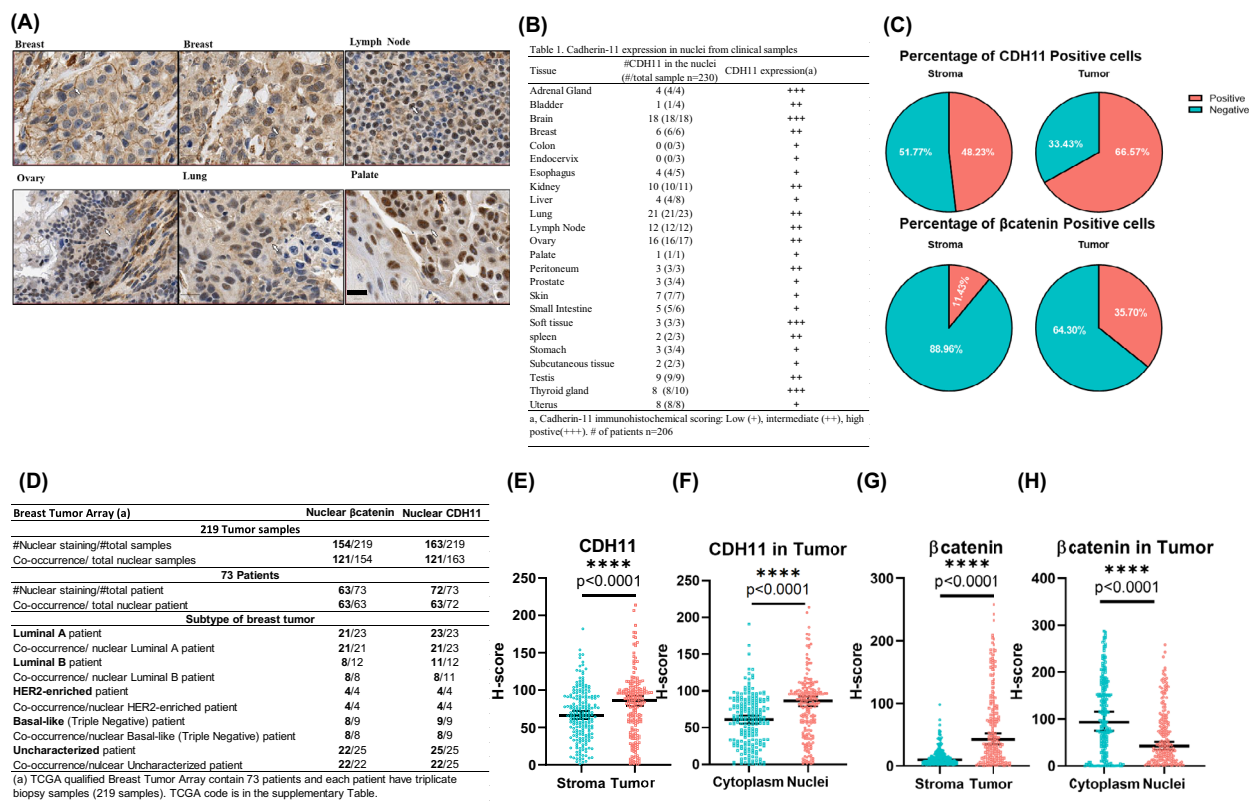 (A)
Breast
Breast
Lymph Node
Ovary
Lung
Palate
(B)
Table 1. Cadherin-11 expression in nuclei from clinical samples
Tissue #CDH11 in the nuclei (#/total sample n=230) CDH11 expression(a)
Adrenal Gland 4 (4/4) +++
Bladder 1 (1/4) ++
Brain 18 (18/18) +++
Breast 6 (6/6) ++
Colon 0 (0/3) +
Endocervix 0 (0/3) +
Esophagus 4 (4/5) +
Kidney 10 (10/11) ++
Liver 4 (4/8) +
Lung 21 (21/23) ++
Lymph Node 12 (12/12) ++
Ovary 16 (16/17) ++
Palate 1 (1/1) +
Peritoneum 3 (3/3) ++
Prostate 3 (3/4) +
Skin 7 (7/7) +
Small Intestine 5 (5/6) +
Soft tissue 3 (3/3) +++
spleen 2 (2/3) ++
Stomach 3 (3/4) +
Subcutaneous tissue 2 (2/3) +
Testis 9 (9/9) ++
Thyroid gland 8 (8/10) +++
Uterus 8 (8/8) +
a, Cadherin-11 immunohistochemical scoring: Low (+), intermediate (++), high
postive(+++). # of patients n=206
(C)
Percentage of CDH11 Positive cells
Stroma Tumor
51.77% 48.23%
33.43% 66.57%
Positive
Negative
Percentage of βcatenin Positive cells
Stroma Tumor
11.43% 88.96%
64.30% 35.70%
(D)
Breast Tumor Array (a) Nuclear βcatenin Nuclear CDH11
219 Tumor samples
#Nuclear staining/#total samples 154/219 163/219
Co-occurrence/ total nuclear samples 121/154 121/163
73 Patients
#Nuclear staining/#total patient 63/73 72/73
Co-occurrence/ total nuclear patient 63/63 63/72
Subtype of breast tumor
Luminal A patient 21/23 23/23
Co-occurrence/ nuclear Luminal A patient 21/21 21/23
Luminal B patient 8/12 11/12
Co-occurrence/ nuclear Luminal B patient 8/8 8/11
HER2-enriched patient 4/4 4/4
Co-occurrence/nuclear HER2-enriched patient 4/4 4/4
Basal-like (Triple Negative) patient 8/9 9/9
Co-occurrence/nuclear Basal-like (Triple Negative) patient 8/8 8/9
Uncharacterized patient 22/25 25/25
Co-occurrence/nulcear Uncharacterized patient 22/22 22/25
(a) TCGA qualified Breast Tumor Array contain 73 patients and each patient have triplicate
biopsy samples (219 samples). TCGA code is in the supplementary Table.
(E)
CDH11
****
p<0.0001
H-score
250
200
150
100
50
0
Stroma Tumor
(F)
CDH11 in Tumor
****
p<0.0001
H-score
250
200
150
100
50
0
Cytoplasm Nuclei
(G)
βcatenin
****
p<0.0001
H-score
300
200
100
0
Stroma Tumor
(H)
βcatenin in Tumor
****
p<0.0001
H-score
400
300
200
100
0
Cytoplasm Nuclei